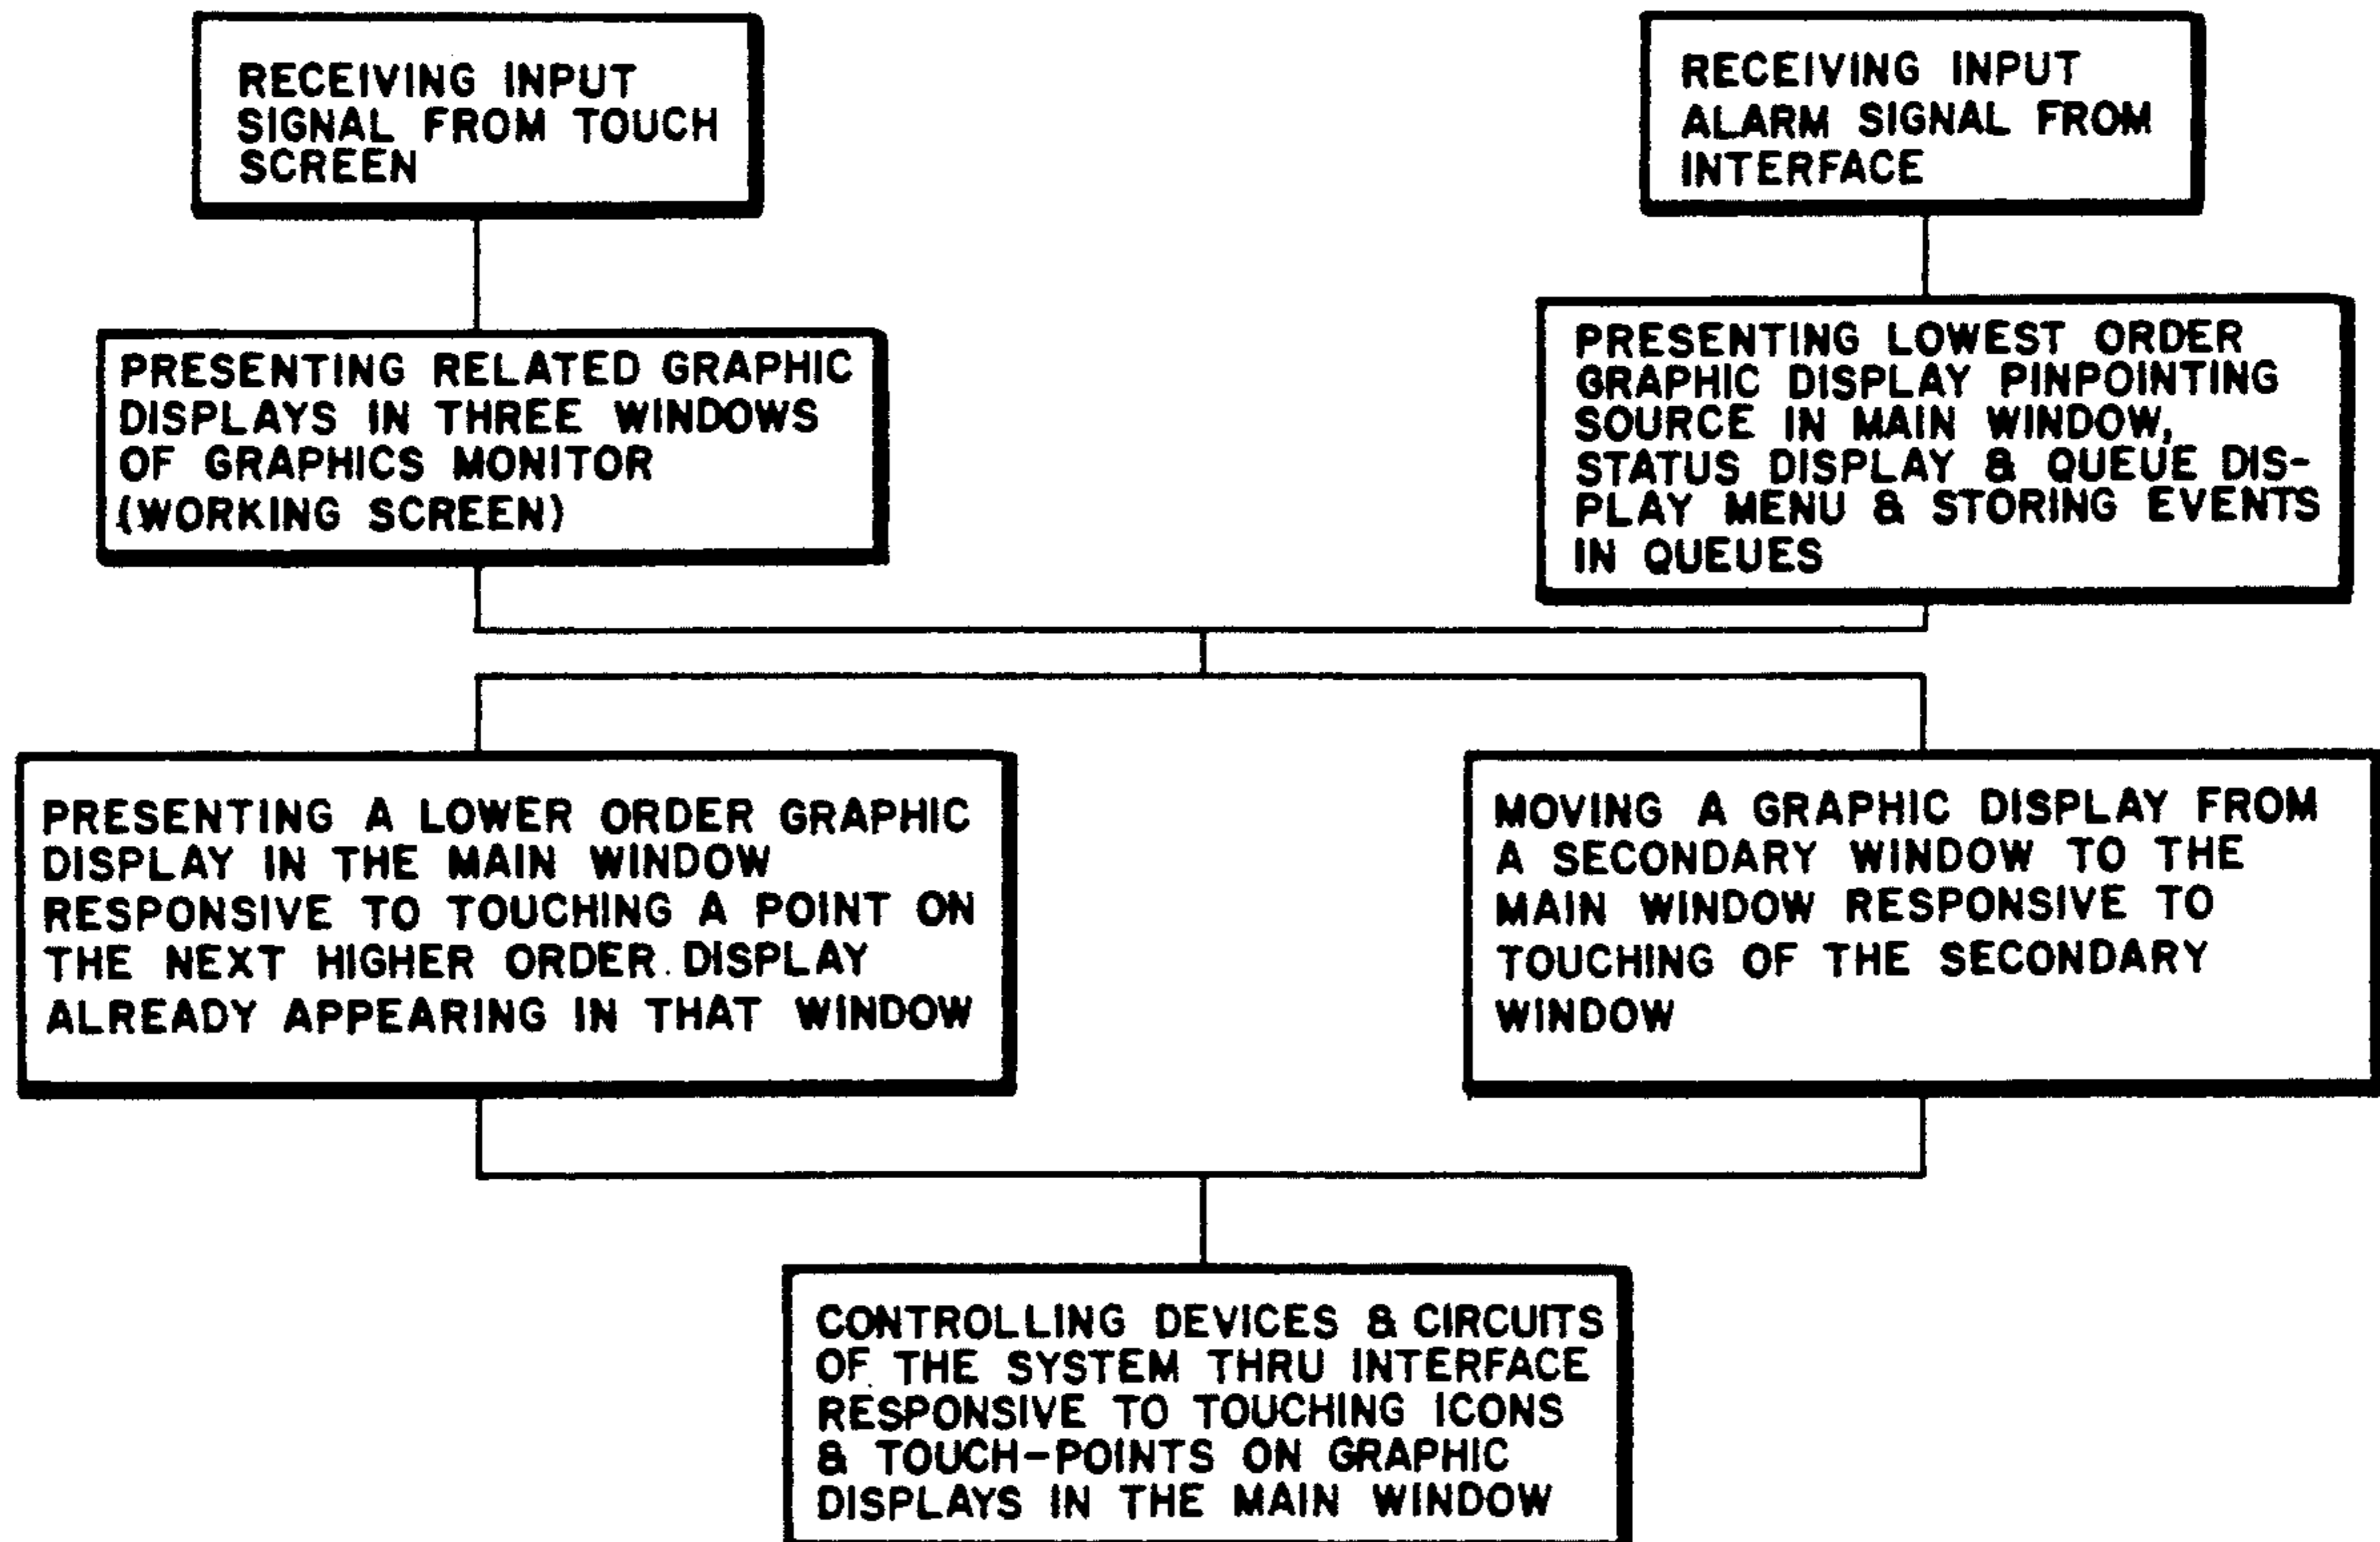 RECEIVING INPUT
SIGNAL FROM TOUCH
SCREEN
RECEIVING INPUT
ALARM SIGNAL FROM
INTERFACE
PRESENTING RELATED GRAPHIC
DISPLAYS IN THREE WINDOWS
OF GRAPHICS MONITOR
(WORKING SCREEN)
PRESENTING LOWEST ORDER
GRAPHIC DISPLAY PINPOINTING
SOURCE IN MAIN WINDOW,
STATUS DISPLAY & QUEUE DIS-
PLAY MENU & STORING EVENTS
IN QUEUES
PRESENTING A LOWER ORDER GRAPHIC
DISPLAY IN THE MAIN WINDOW
RESPONSIVE TO TOUCHING A POINT ON
THE NEXT HIGHER ORDER DISPLAY
ALREADY APPEARING IN THAT WINDOW
MOVING A GRAPHIC DISPLAY FROM
A SECONDARY WINDOW TO THE
MAIN WINDOW RESPONSIVE TO
TOUCHING OF THE SECONDARY
WINDOW
CONTROLLING DEVICES & CIRCUITS
OF THE SYSTEM THRU INTERFACE
RESPONSIVE TO TOUCHING ICONS
& TOUCH-POINTS ON GRAPHIC
DISPLAYS IN THE MAIN WINDOW